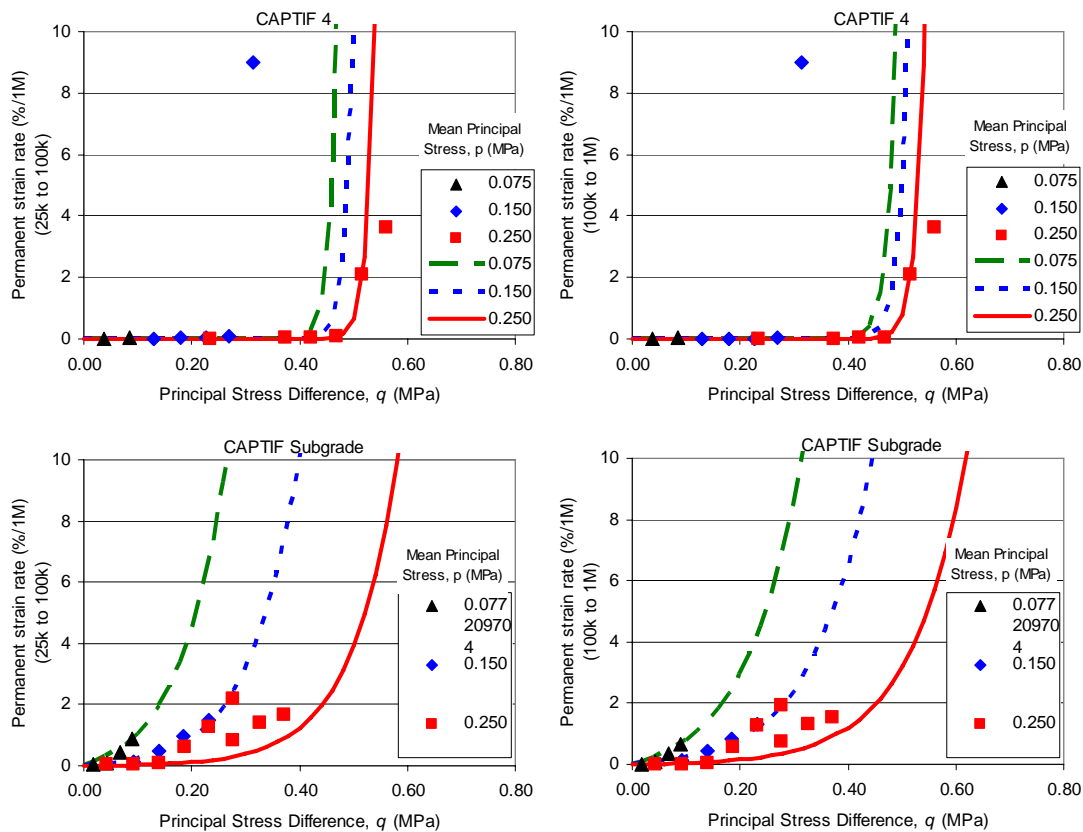 CAPTIF 4
10
8
6
4
2
0
Permanent strain rate (%/1M)
(25k to 100k)
0.00
0.20
0.40
0.60
0.80
Principal Stress Difference, q (MPa)
Mean Principal
Stress, p (MPa)
0.075
0.150
0.250
0.075
0.150
0.250
CAPTIF 4
10
8
6
4
2
0
Permanent strain rate (%/1M)
(100k to 1M)
0.00
0.20
0.40
0.60
0.80
Principal Stress Difference, q (MPa)
Mean Principal
Stress, p (MPa)
0.075
0.150
0.250
0.075
0.150
0.250
CAPTIF Subgrade
10
8
6
4
2
0
Permanent strain rate (%/1M)
(25k to 100k)
0.00
0.20
0.40
0.60
0.80
Principal Stress Difference, q (MPa)
Mean Principal
Stress, p (MPa)
0.077
20970
4
0.150
0.250
CAPTIF Subgrade
10
8
6
4
2
0
Permanent strain rate (%/1M)
(100k to 1M)
0.00
0.20
0.40
0.60
0.80
Principal Stress Difference, q (MPa)
Mean Principal
Stress, p (MPa)
0.077
20970
4
0.150
0.250